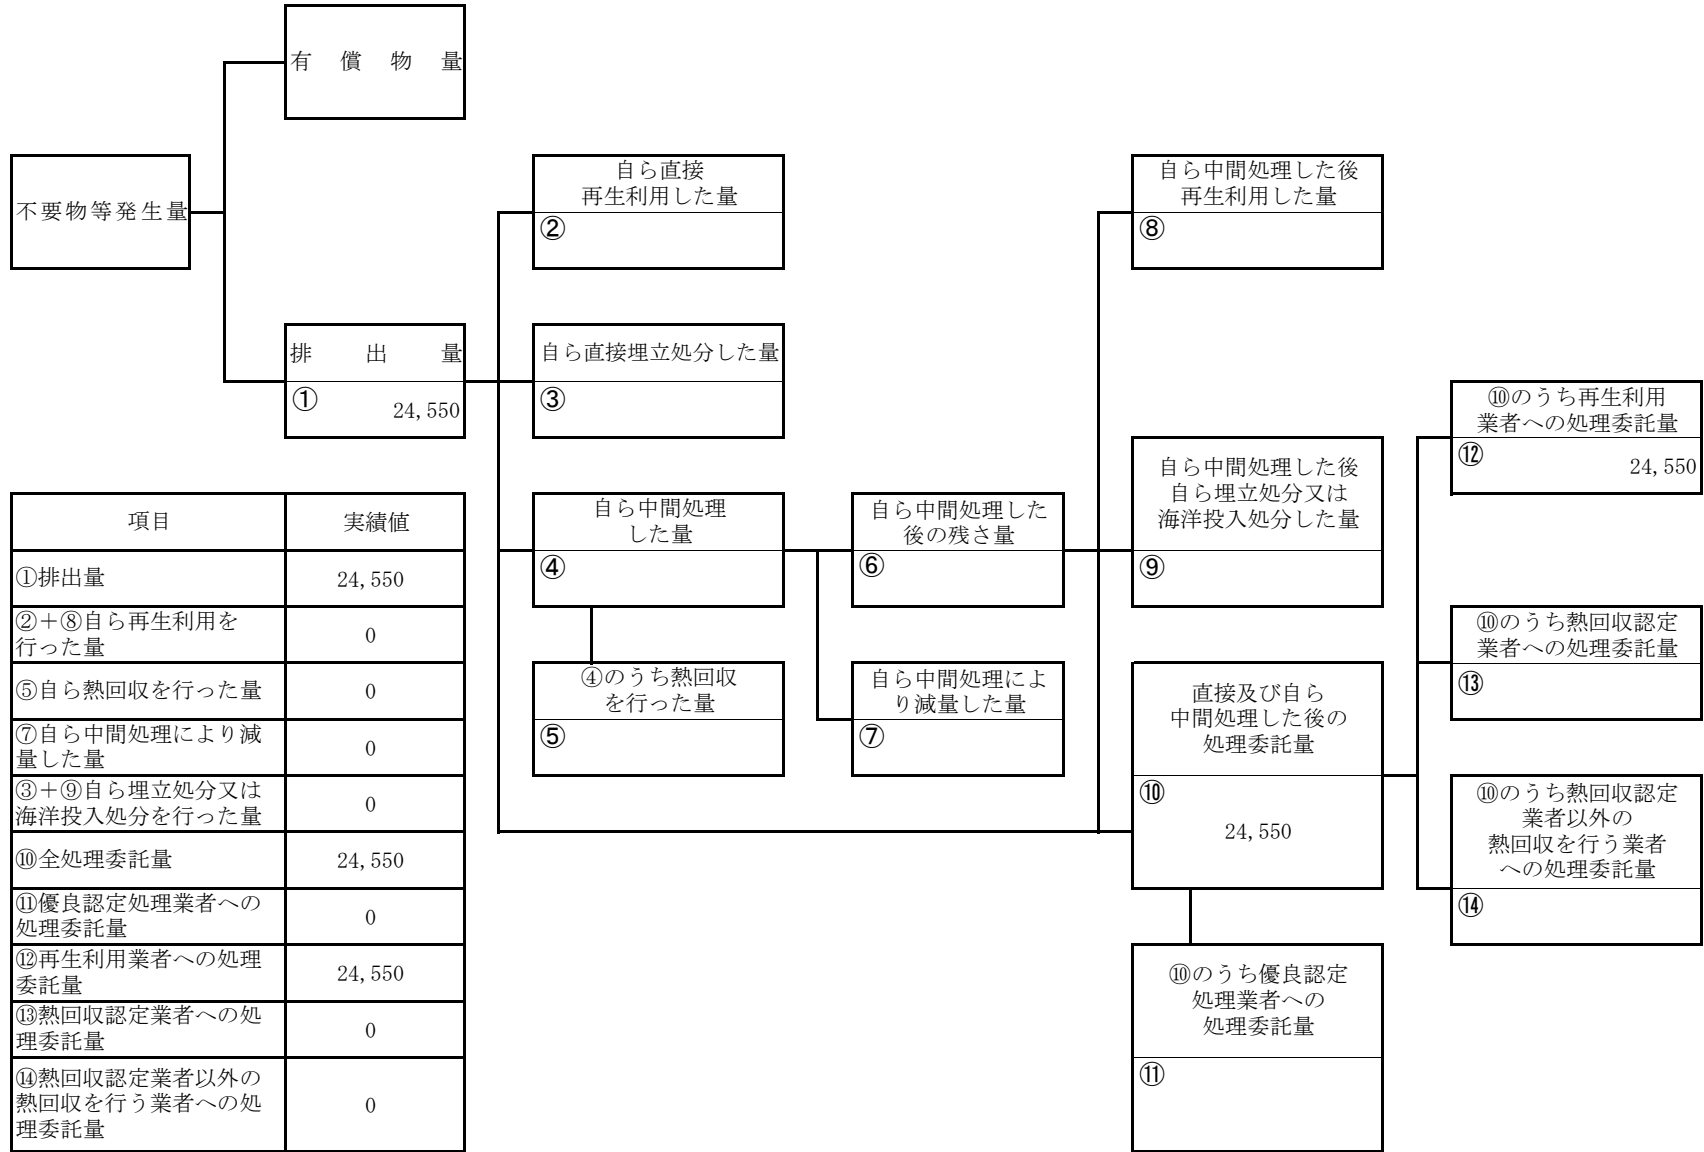 有償物量
不要物等発生量
排出量
①
24,550
自ら直接
再生利用した量
②
自ら直接埋立処分した量
③
自ら中間処理
した量
④
④のうち熱回収
を行った量
⑤
自ら中間処理した
後の残さ量
⑥
自ら中間処理によ
り減量した量
⑦
自ら中間処理した後
再生利用した量
⑧
自ら中間処理した後
自ら埋立処分又は
海洋投入処分した量
⑨
直接及び自ら
中間処理した後の
処理委託量
⑩
24,550
⑩のうち優良認定
処理業者への
処理委託量
⑪
⑩のうち再生利用
業者への処理委託量
⑫
24,550
⑩のうち熱回収認定
業者への処理委託量
⑬
⑩のうち熱回収認定
業者以外の
熱回収を行う業者
への処理委託量
⑭
項目 実績値
①排出量 24,550
②+⑧自ら再生利用を
行った量
0
⑤自ら熱回収を行った量 0
⑦自ら中間処理により減
量した量
0
③+⑨自ら埋立処分又は
海洋投入処分を行った量
0
⑩全処理委託量 24,550
⑪優良認定処理業者への
処理委託量
0
⑫再生利用業者への処理
委託量
24,550
⑬熱回収認定業者への処
理委託量
0
⑭熱回収認定業者以外の
熱回収を行う業者への処
理委託量
0